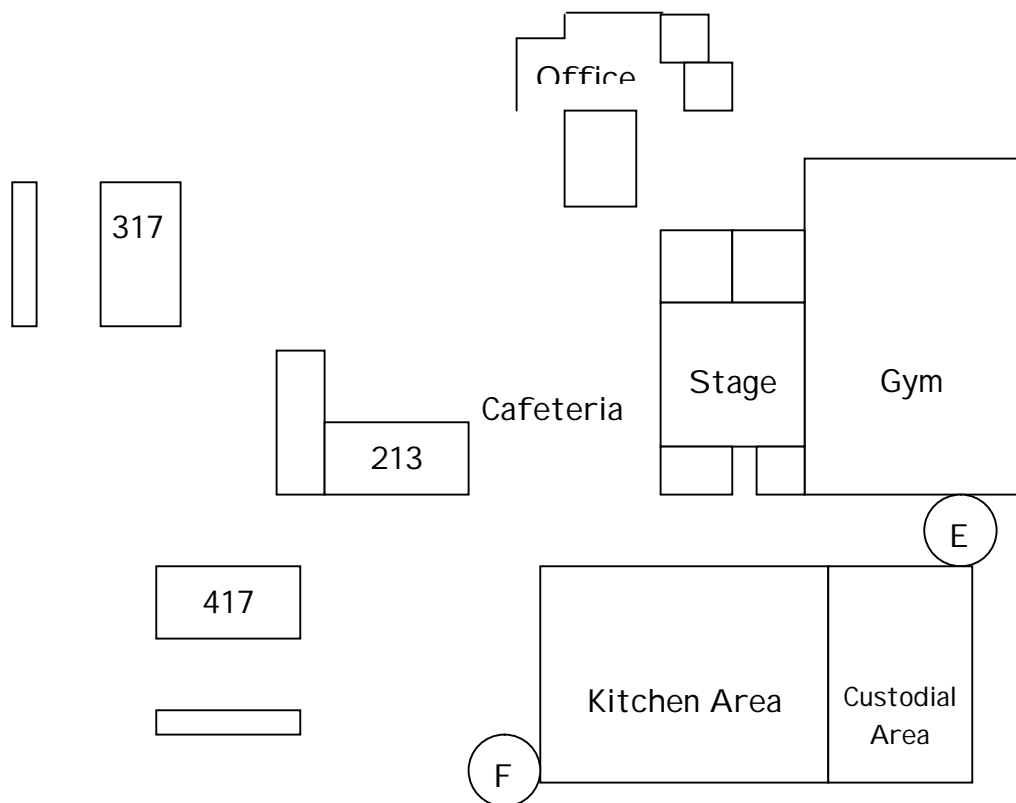 Office
317
Stage
Gym
Cafeteria
213
E
417
Kitchen Area
Custodial
Area
F